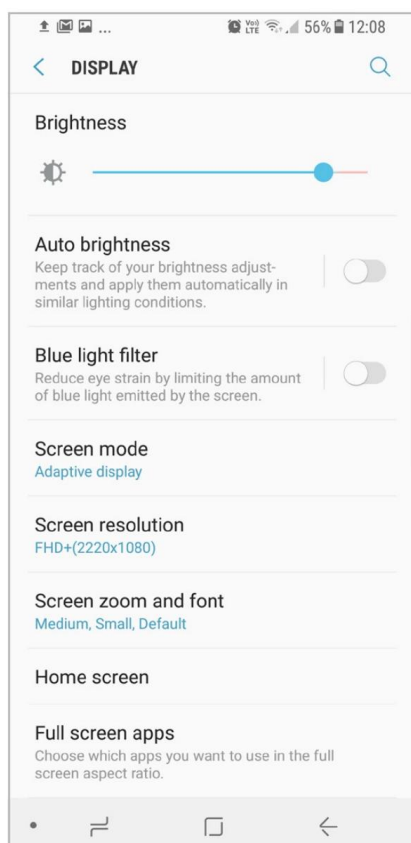 ... Vo) LTE 56% 12:08
DISPLAY
Brightness
Auto brightness
Keep track of your brightness adjust-
ments and apply them automatically in
similar lighting conditions.
Blue light filter
Reduce eye strain by limiting the amount
of blue light emitted by the screen.
Screen mode
Adaptive display
Screen resolution
FHD+(2220x1080)
Screen zoom and font
Medium, Small, Default
Home screen
Full screen apps
Choose which apps you want to use in the full
screen aspect ratio.